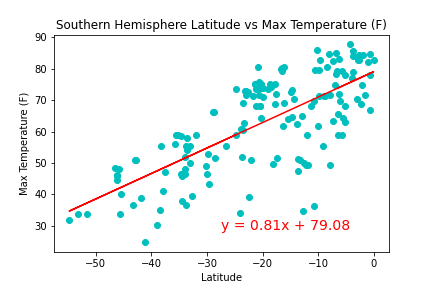 Southern Hemisphere Latitude vs Max Temperature (F)
90
80
70
60
50
40
30
Max Temperature (F)
y = 0.81x + 79.08
−50 −40 −30 −20 −10 0
Latitude